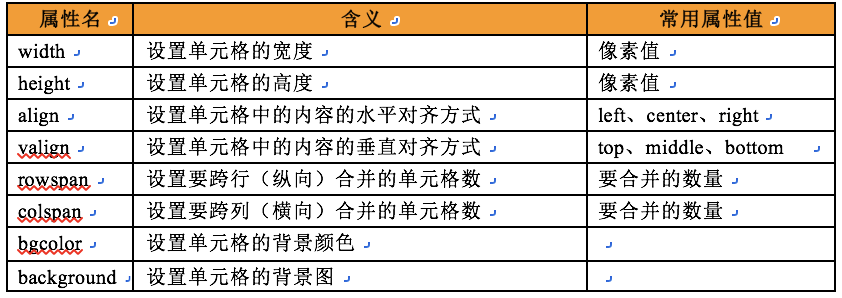 属性名 含义 常用属性值
width 设置单元格的宽度 像素值
height 设置单元格的高度 像素值
align 设置单元格中的内容的水平对齐方式 left、center、right
valign 设置单元格中的内容的垂直对齐方式 top、middle、bottom
rowspan 设置要跨行（纵向）合并的单元格数 要合并的数量
colspan 设置要跨列（横向）合并的单元格数 要合并的数量
bgcolor 设置单元格的背景颜色
background 设置单元格的背景图